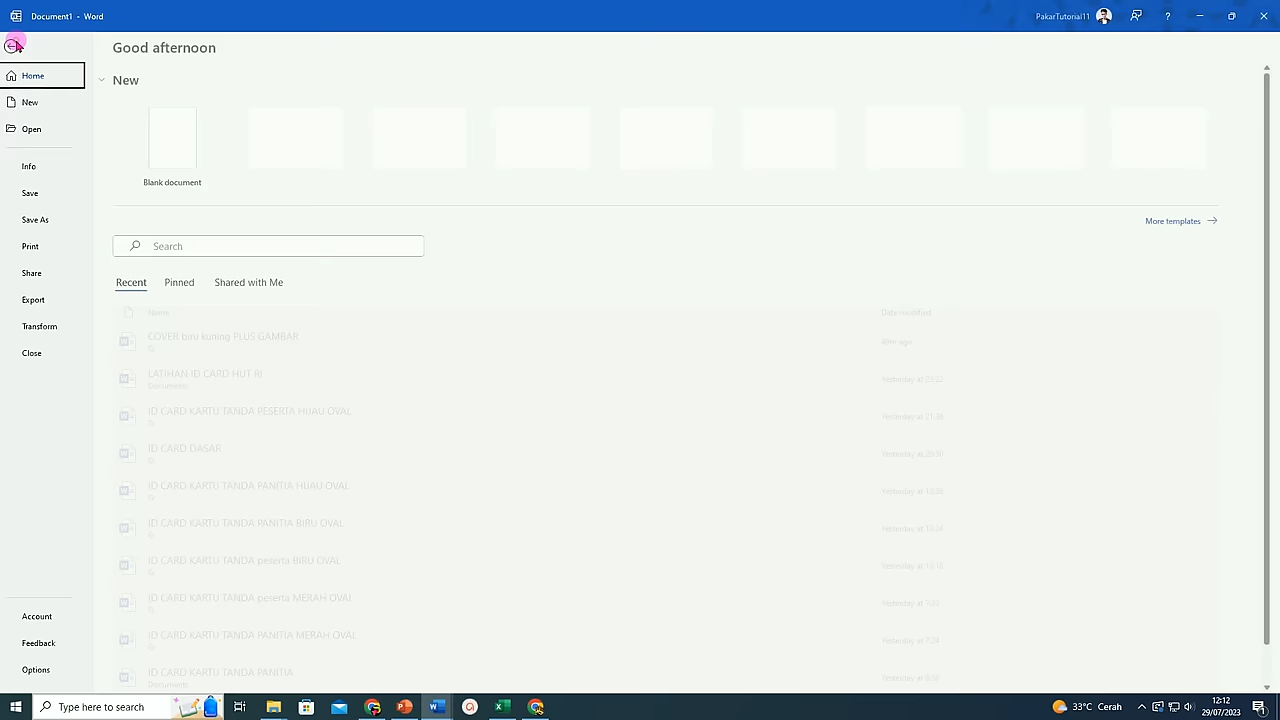 Document1 - Word
PakarTutorial11
Good afternoon
Home
New
New
Open
Blank document
Info
Save
Save As
More templates
Print
Search
Share
Recent
Pinned
Shared with Me
Export
Name
Date modified
Transform
COVER biru kuning PLUS GAMBAR
Close
LATIHAN ID CARD HUT RI
Documents
ID CARD KARTU TANDA PESERTA HIJAU OVAL
ID CARD DASAR
ID CARD KARTU TANDA PANITIA HIJAU OVAL
ID CARD KARTU TANDA PANITIA BIRU OVAL
ID CARD KARTU TANDA peserta BIRU OVAL
ID CARD KARTU TANDA peserta MERAH OVAL
Account
ID CARD KARTU TANDA PANITIA MERAH OVAL
Feedback
Options
ID CARD KARTU TANDA PANITIA
Documents
Type here to search
33°C Cerah
12:12
29/07/2023